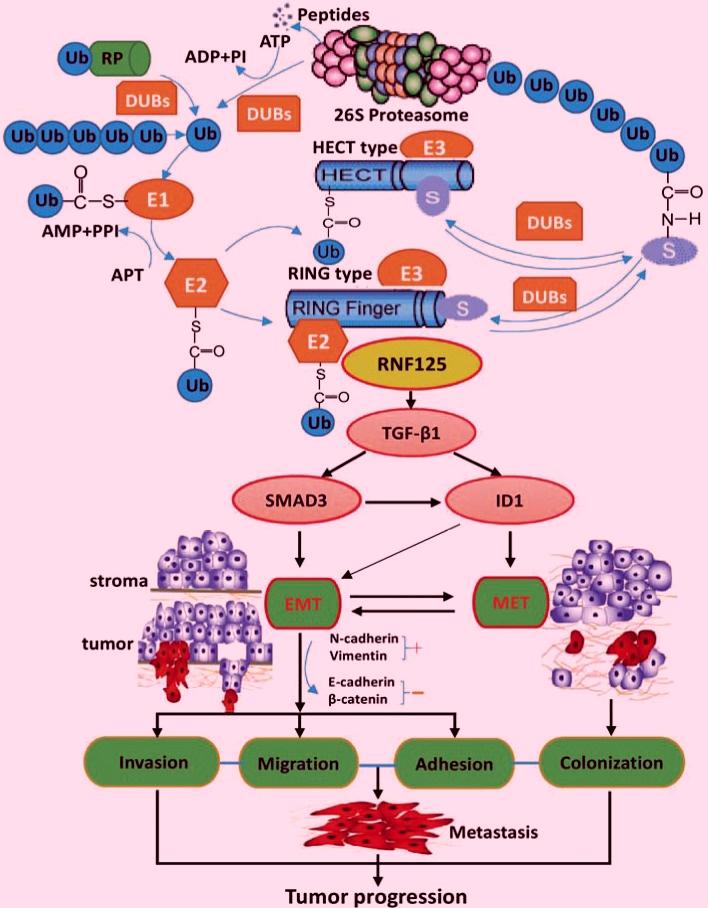 Peptides
ATP
ADP+PI
Ub RP
DUBs
DUBs
Ub Ub Ub Ub Ub Ub
26S Proteasome
Ub
Ub
Ub
Ub
Ub
Ub
C=O
N–H
S
HECT type E3
HECT
S
S
C=O
Ub
DUBs
O
Ub C S E1
AMP+PPI
APT
E2
S
C=O
Ub
RING type E3
RING Finger S
DUBs
E2
S
C=O
Ub
RNF125
TGF-β1
SMAD3 ID1
stroma
EMT MET
tumor
N-cadherin
Vimentin +
E-cadherin
β-catenin −
Invasion Migration Adhesion Colonization
Metastasis
Tumor progression